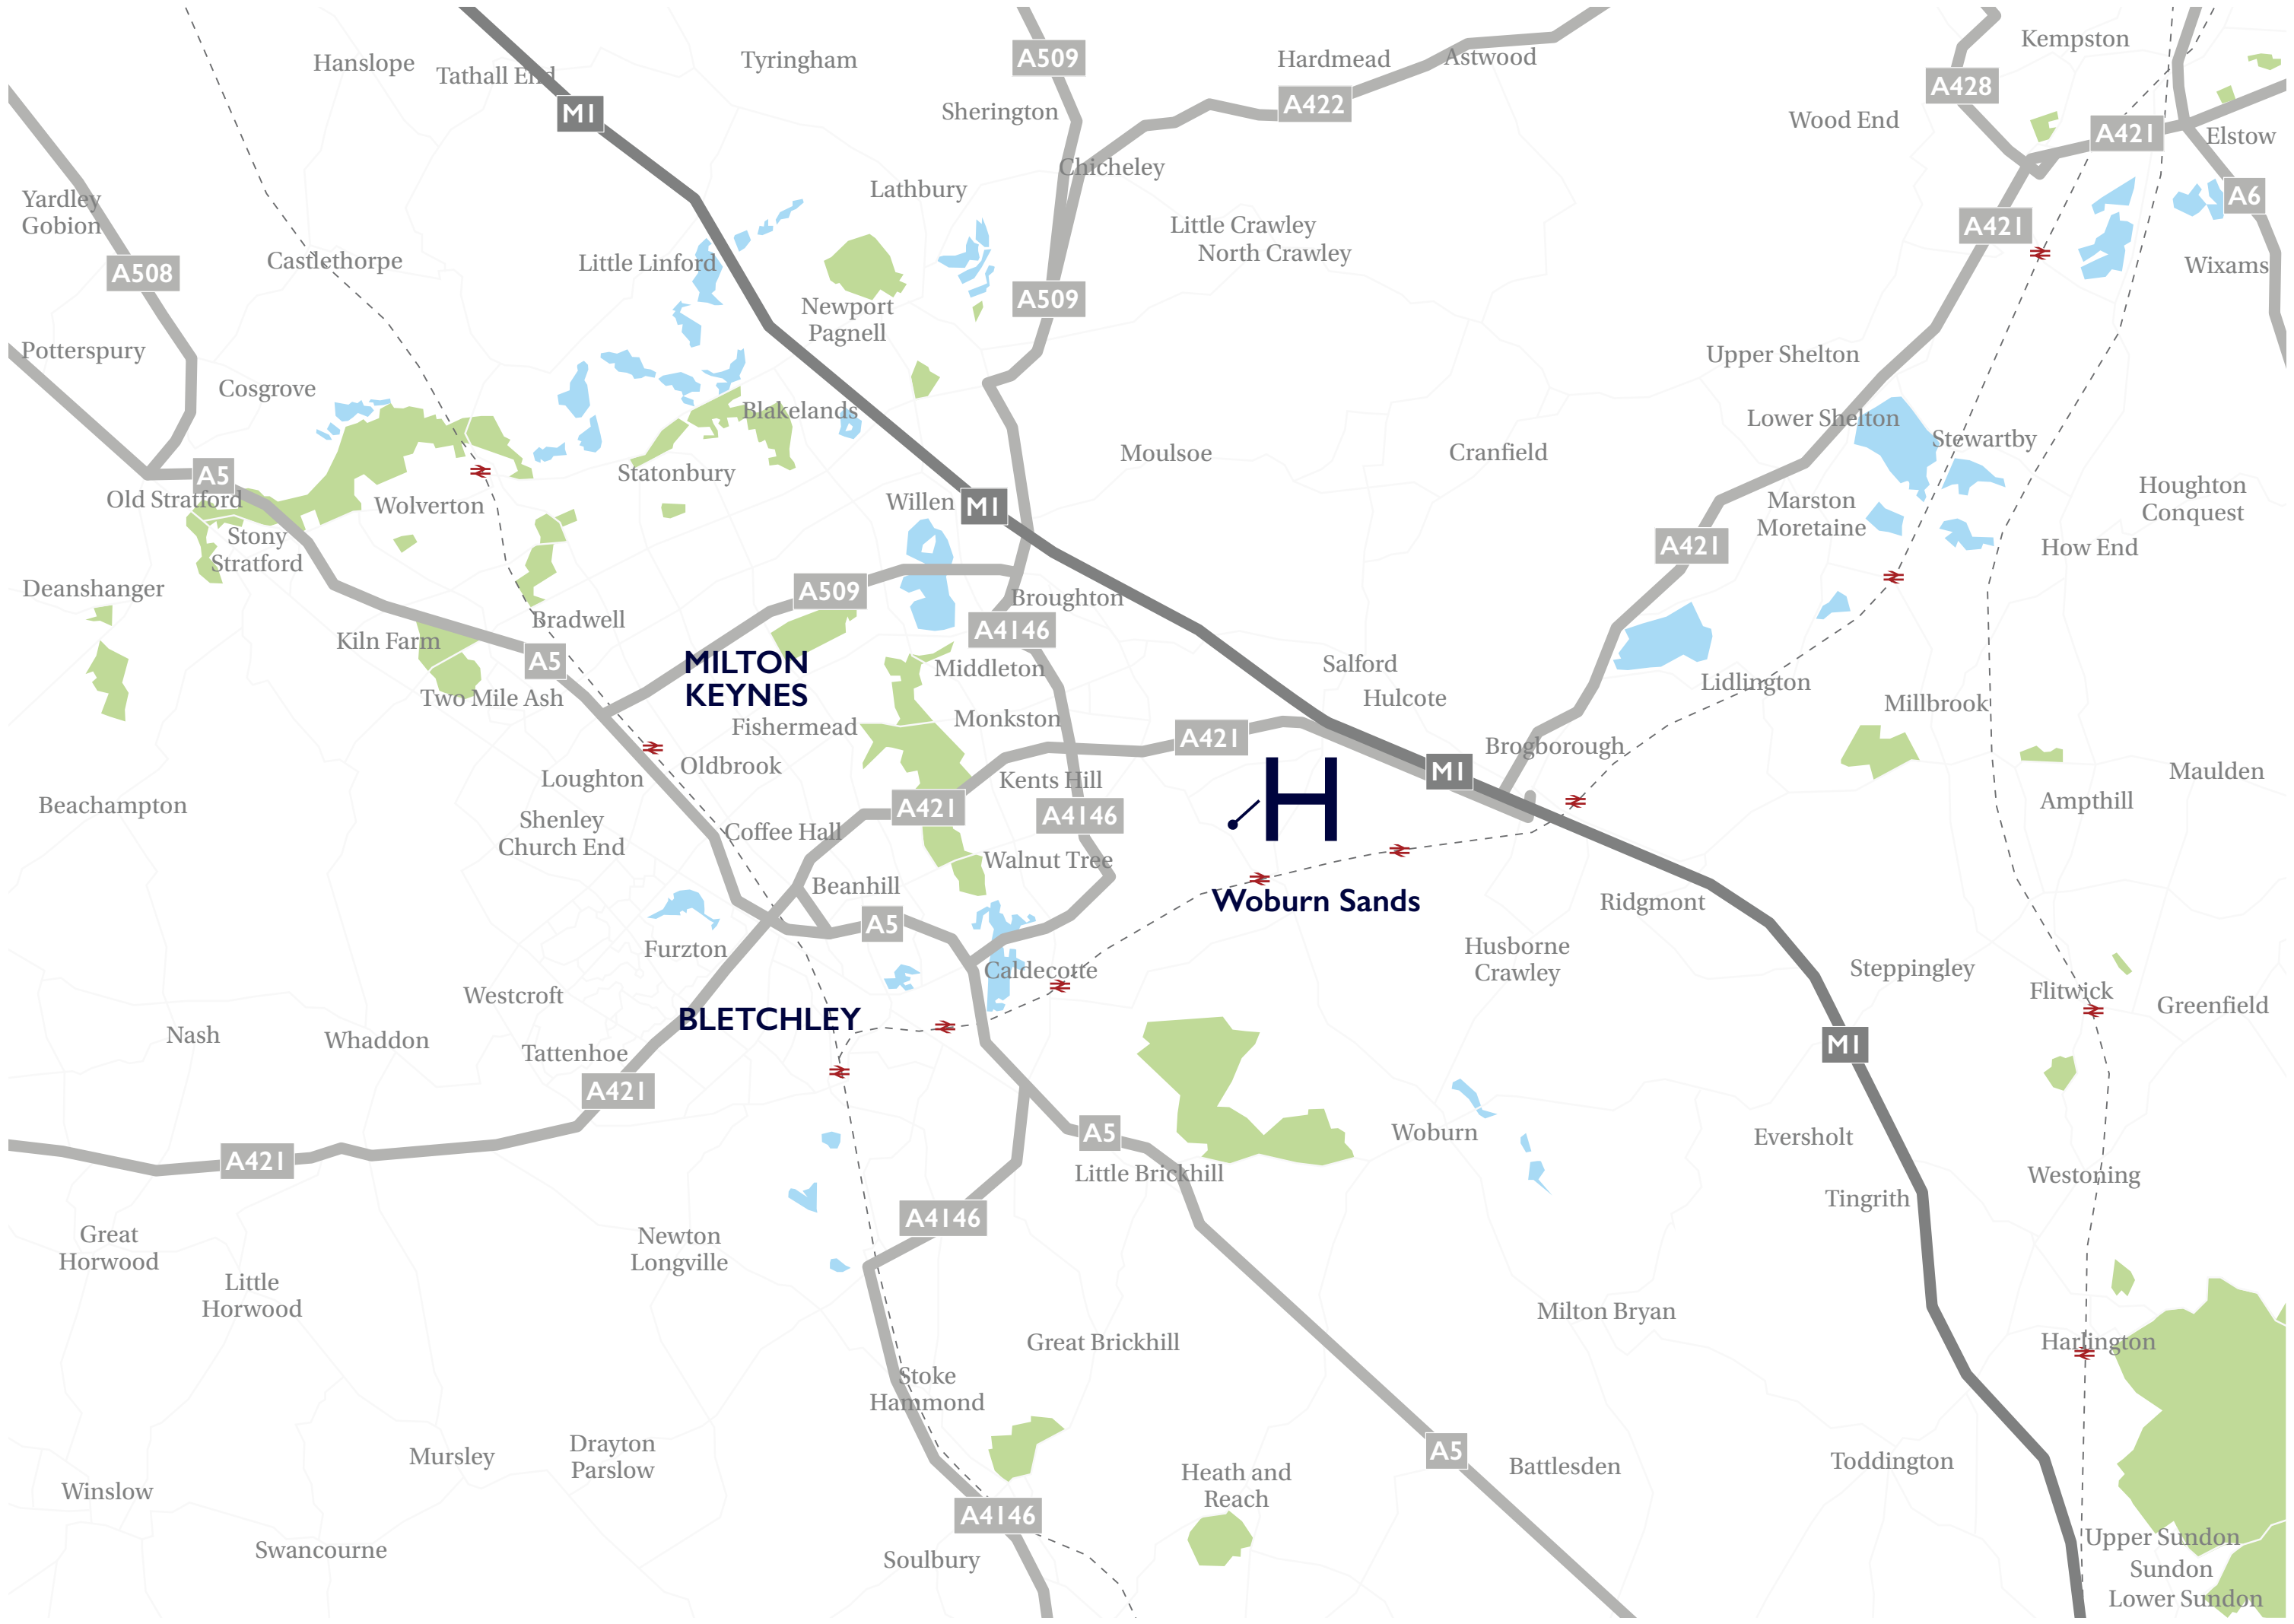 A509
Kempston
Hanslope
Tathall End
Tyringham
Hardmead
Astwood
A428
M1
Sherington
A422
Wood End
A421
Elstow
Chicheley
Yardley
Gobion
Lathbury
A6
Little Crawley
North Crawley
A421
Castlethorpe
Little Linford
Wixams
A508
Newport
Pagnell
A509
Potterspury
Upper Shelton
Cosgrove
Blakelands
Lower Shelton
Stewartby
Statonbury
Moulsoe
Cranfield
A5
Old Stratford
Wolverton
Willen
M1
Marston
Moretaine
Houghton
Conquest
Stony
Stratford
A421
How End
Deanshanger
A509
Broughton
Bradwell
A4146
Kiln Farm
A5
MILTON
KEYNES
Middleton
Salford
Two Mile Ash
Hulcote
Lidlington
Millbrook
Fishermead
Monkston
A421
Brogborough
Loughton
Oldbrook
Kents Hill
M1
Maulden
Beachampton
A421
A4146
H
Ampthill
Shenley
Church End
Coffee Hall
Walnut Tree
Beanhill
Woburn Sands
Ridgmont
A5
Furzton
Husborne
Crawley
Caldecotte
Steppingley
Westcroft
BLETCHLEY
Flitwick
Greenfield
Nash
Whaddon
Tattenhoe
M1
A421
A5
Woburn
Eversholt
A421
Little Brickhill
Westoning
Tingrith
A4146
Great
Horwood
Newton
Longville
Little
Horwood
Milton Bryan
Great Brickhill
Harlington
Stoke
Hammond
Mursley
Drayton
Parslow
A5
Battlesden
Toddington
Winslow
Heath and
Reach
A4146
Swancourne
Soulbury
Upper Sundon
Sundon
Lower Sundon